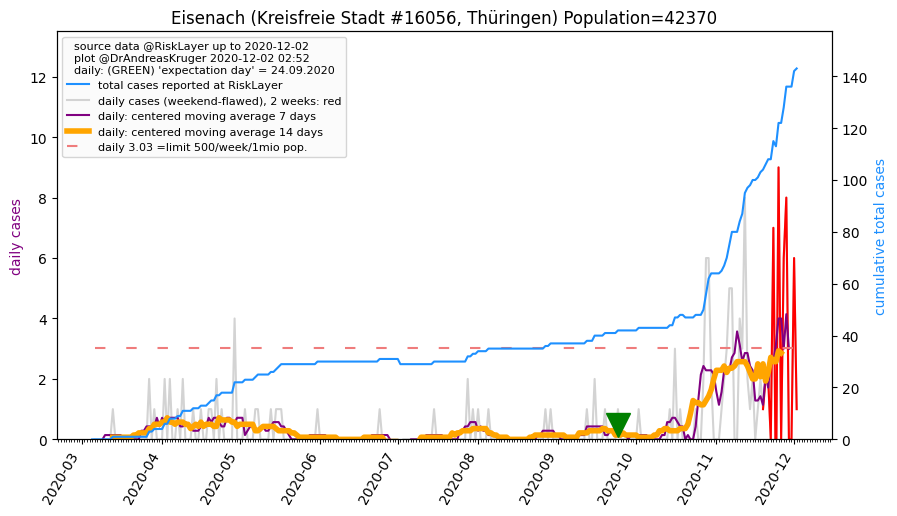 Eisenach (Kreisfreie Stadt #16056, Thüringen) Population=42370
source data @RiskLayer up to 2020-12-02
plot @DrAndreasKruger 2020-12-02 02:52
daily: (GREEN) 'expectation day' = 24.09.2020
total cases reported at RiskLayer
daily cases (weekend-flawed), 2 weeks: red
daily: centered moving average 7 days
daily: centered moving average 14 days
daily 3.03 =limit 500/week/1mio pop.
daily cases
12
10
8
6
4
2
0
cumulative total cases
140
120
100
80
60
40
20
0
2020-03
2020-04
2020-05
2020-06
2020-07
2020-08
2020-09
2020-10
2020-11
2020-12